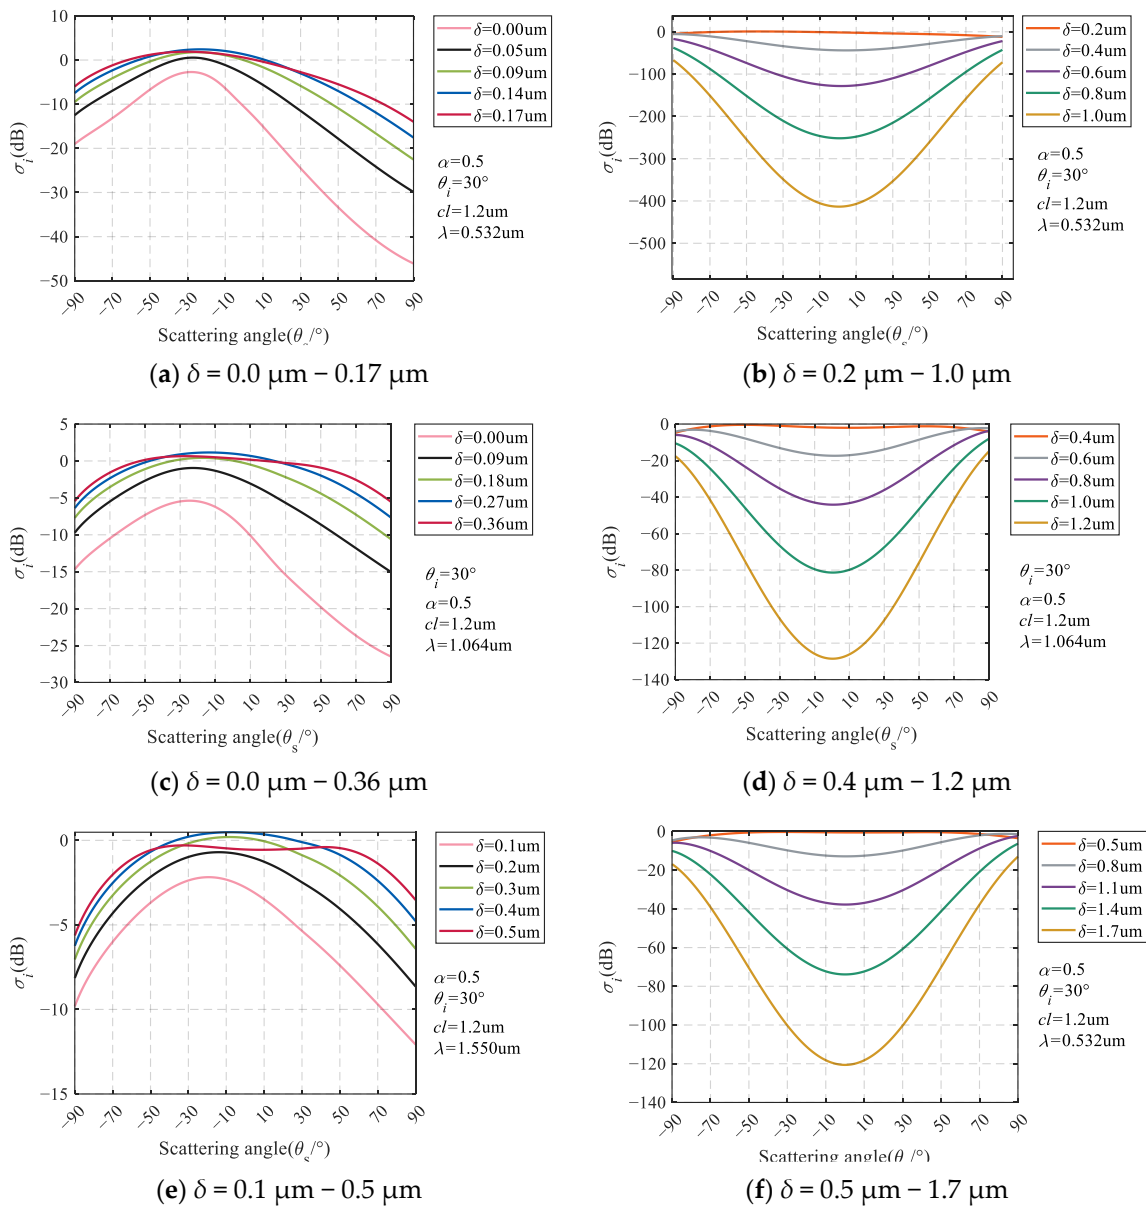 10
0
−10
−20
−30
−40
−50
σi(dB)
−90 −70 −50 −30 −10 10 30 50 70 90
Scattering angle(θs/°)
δ=0.00um
δ=0.05um
δ=0.09um
δ=0.14um
δ=0.17um
α=0.5
θi=30°
cl=1.2um
λ=0.532um
(a) δ = 0.0 μm − 0.17 μm
0
−100
−200
−300
−400
−500
σi(dB)
−90 −70 −50 −30 −10 10 30 50 70 90
Scattering angle(θs/°)
δ=0.2um
δ=0.4um
δ=0.6um
δ=0.8um
δ=1.0um
α=0.5
θi=30°
cl=1.2um
λ=0.532um
(b) δ = 0.2 μm − 1.0 μm
5
0
−5
−10
−15
−20
−25
−30
σi(dB)
−90 −70 −50 −30 −10 10 30 50 70 90
Scattering angle(θs/°)
δ=0.00um
δ=0.09um
δ=0.18um
δ=0.27um
δ=0.36um
θi=30°
α=0.5
cl=1.2um
λ=1.064um
(c) δ = 0.0 μm − 0.36 μm
0
−20
−40
−60
−80
−100
−120
−140
σi(dB)
−90 −70 −50 −30 −10 10 30 50 70 90
Scattering angle(θs/°)
δ=0.4um
δ=0.6um
δ=0.8um
δ=1.0um
δ=1.2um
θi=30°
α=0.5
cl=1.2um
λ=1.064um
(d) δ = 0.4 μm − 1.2 μm
0
−5
−10
−15
σi(dB)
−90 −70 −50 −30 −10 10 30 50 70 90
Scattering angle(θs/°)
δ=0.1um
δ=0.2um
δ=0.3um
δ=0.4um
δ=0.5um
α=0.5
θi=30°
cl=1.2um
λ=1.550um
(e) δ = 0.1 μm − 0.5 μm
0
−20
−40
−60
−80
−100
−120
−140
σi(dB)
−90 −70 −50 −30 −10 10 30 50 70 90
Scattering angle(θs/°)
δ=0.5um
δ=0.8um
δ=1.1um
δ=1.4um
δ=1.7um
α=0.5
θi=30°
cl=1.2um
λ=0.532um
(f) δ = 0.5 μm − 1.7 μm